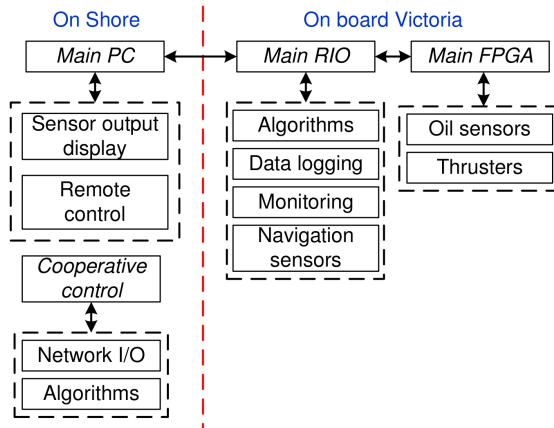 On Shore
On board Victoria
Main PC
Main RIO
Main FPGA
Sensor output
display
Remote
control
Algorithms
Data logging
Monitoring
Navigation
sensors
Oil sensors
Thrusters
Cooperative
control
Network I/O
Algorithms